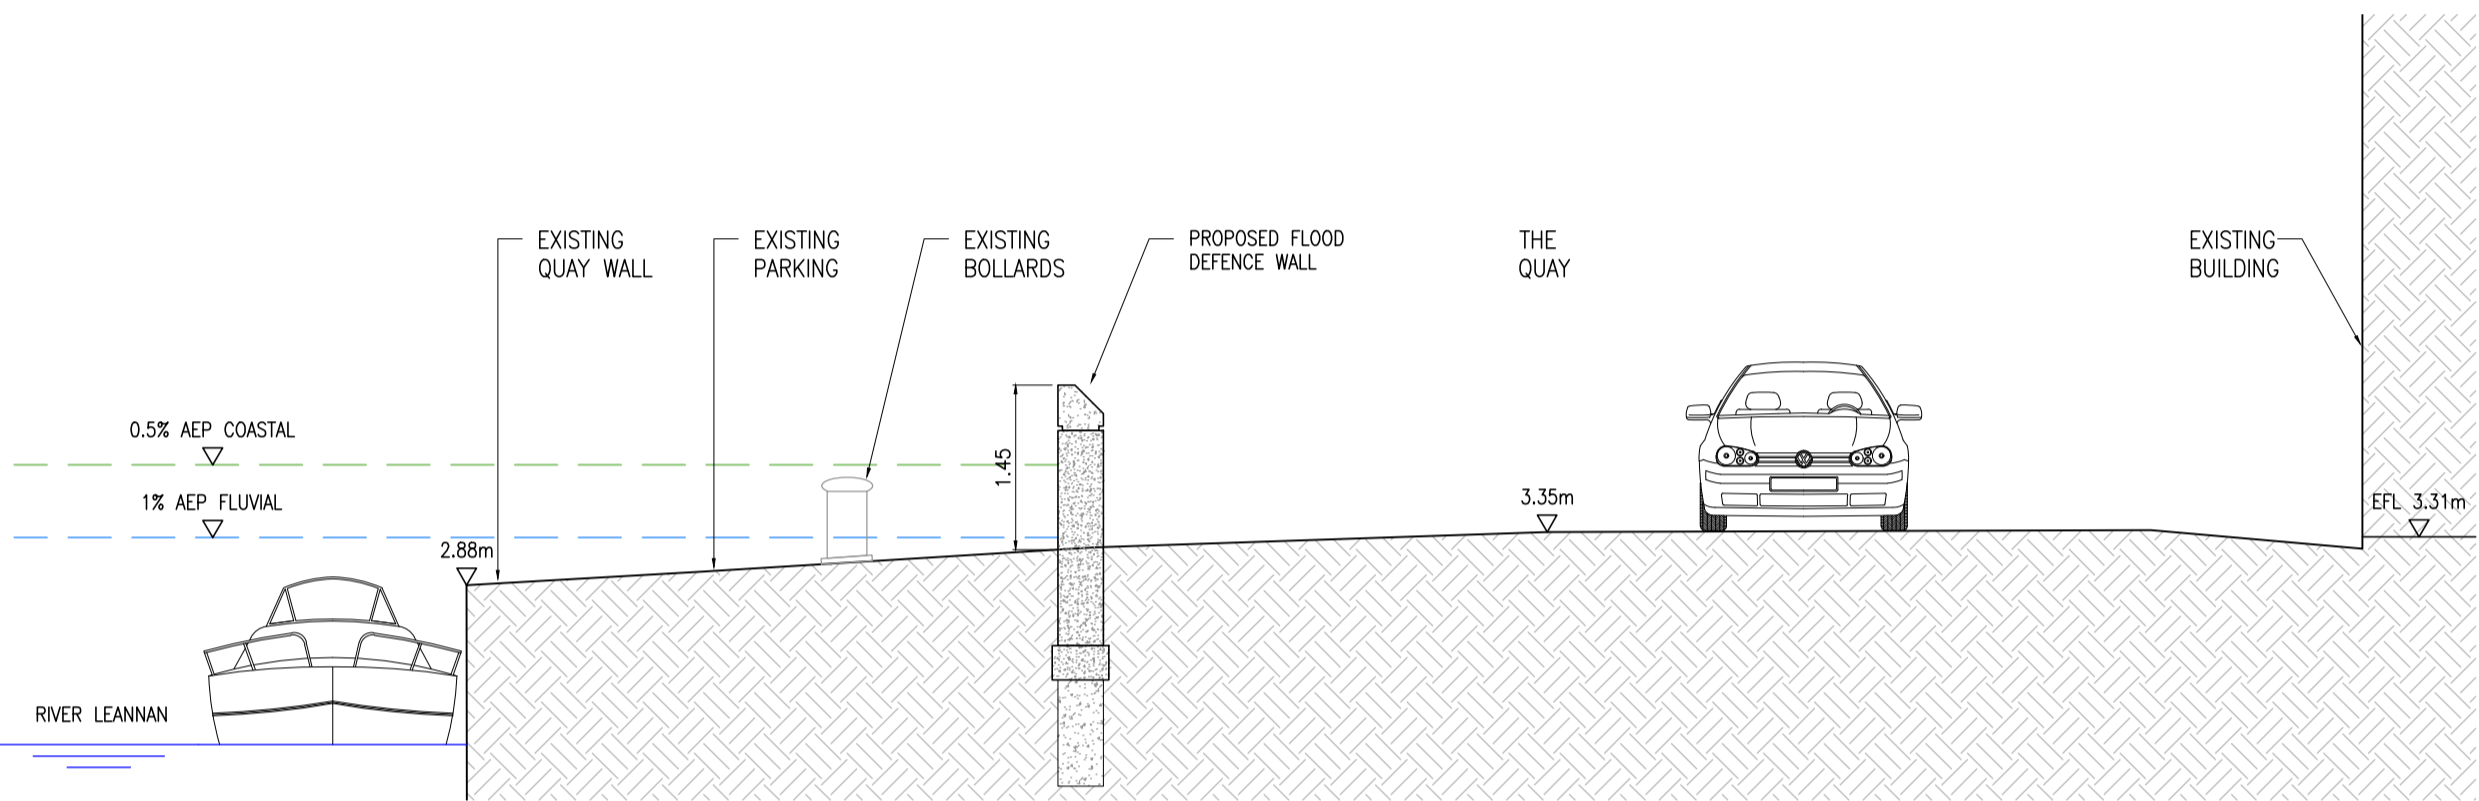 EXISTING
QUAY WALL
EXISTING
PARKING
EXISTING
BOLLARDS
PROPOSED FLOOD
DEFENCE WALL
THE
QUAY
EXISTING
BUILDING
0.5% AEP COASTAL
1% AEP FLUVIAL
2.88m
1.45
3.35m
EFL 3.31m
RIVER LEANNAN